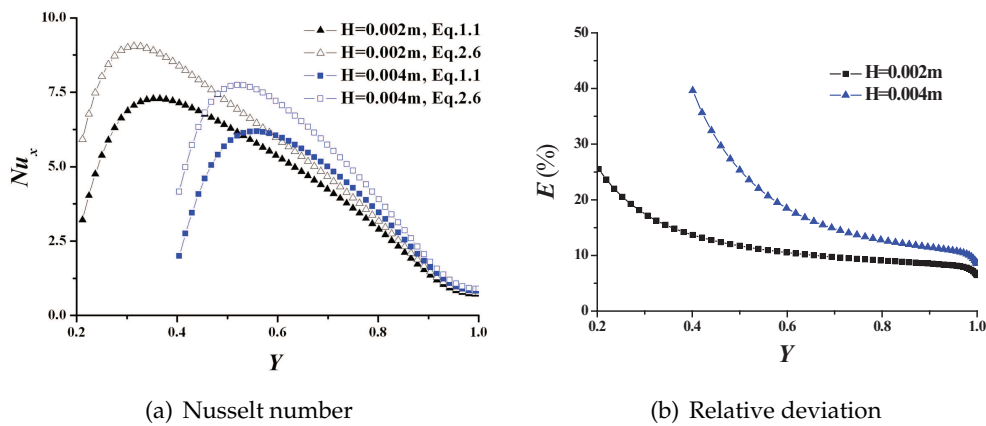 10.0
7.5
5.0
2.5
0.0
0.2
0.4
0.6
0.8
1.0
Nu_x
Y
H=0.002m, Eq.1.1
H=0.002m, Eq.2.6
H=0.004m, Eq.1.1
H=0.004m, Eq.2.6
(a) Nusselt number
50
40
30
20
10
0
0.2
0.4
0.6
0.8
1.0
E (%)
Y
H=0.002m
H=0.004m
(b) Relative deviation